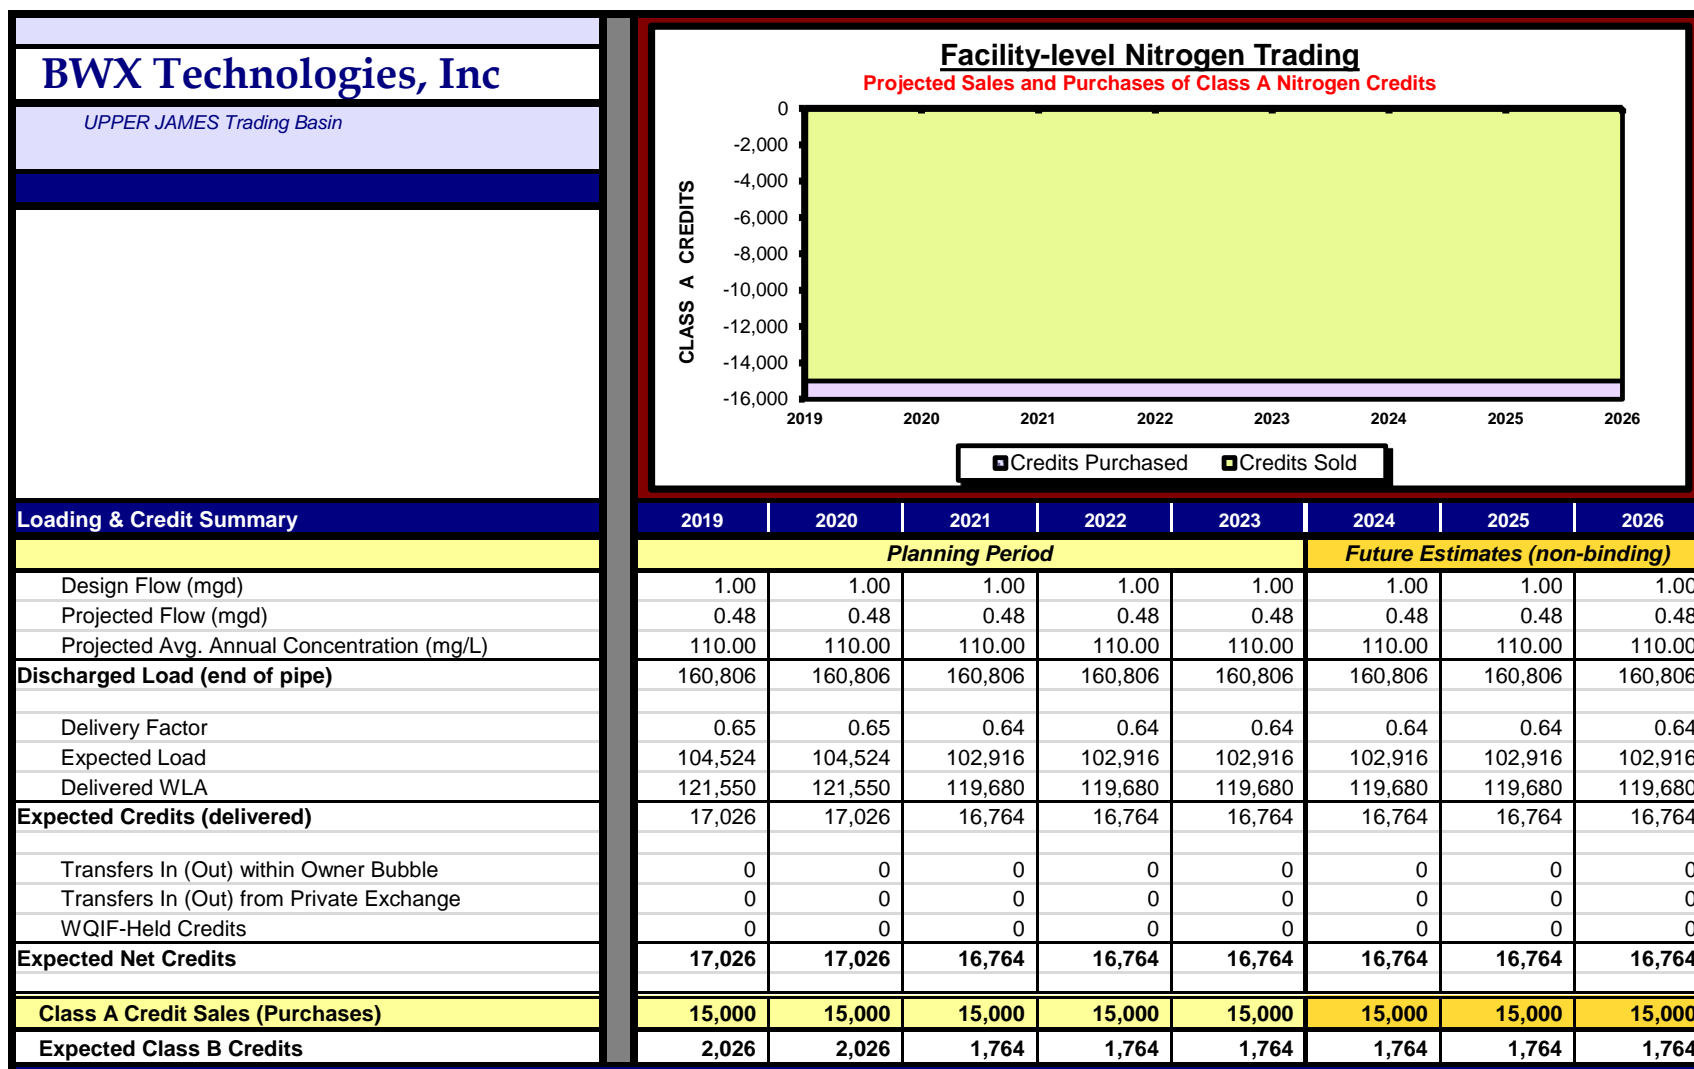 BWX Technologies, Inc
UPPER JAMES Trading Basin
Facility-level Nitrogen Trading
Projected Sales and Purchases of Class A Nitrogen Credits
CLASS A CREDITS
0
-2,000
-4,000
-6,000
-8,000
-10,000
-12,000
-14,000
-16,000
2019 2020 2021 2022 2023 2024 2025 2026
Credits Purchased Credits Sold
Loading & Credit Summary 2019 2020 2021 2022 2023 2024 2025 2026
Planning Period Future Estimates (non-binding)
Design Flow (mgd) 1.00 1.00 1.00 1.00 1.00 1.00 1.00 1.00
Projected Flow (mgd) 0.48 0.48 0.48 0.48 0.48 0.48 0.48 0.48
Projected Avg. Annual Concentration (mg/L) 110.00 110.00 110.00 110.00 110.00 110.00 110.00 110.00
Discharged Load (end of pipe) 160,806 160,806 160,806 160,806 160,806 160,806 160,806 160,806
Delivery Factor 0.65 0.65 0.64 0.64 0.64 0.64 0.64 0.64
Expected Load 104,524 104,524 102,916 102,916 102,916 102,916 102,916 102,916
Delivered WLA 121,550 121,550 119,680 119,680 119,680 119,680 119,680 119,680
Expected Credits (delivered) 17,026 17,026 16,764 16,764 16,764 16,764 16,764 16,764
Transfers In (Out) within Owner Bubble 0 0 0 0 0 0 0 0
Transfers In (Out) from Private Exchange 0 0 0 0 0 0 0 0
WQIF-Held Credits 0 0 0 0 0 0 0 0
Expected Net Credits 17,026 17,026 16,764 16,764 16,764 16,764 16,764 16,764
Class A Credit Sales (Purchases) 15,000 15,000 15,000 15,000 15,000 15,000 15,000 15,000
Expected Class B Credits 2,026 2,026 1,764 1,764 1,764 1,764 1,764 1,764